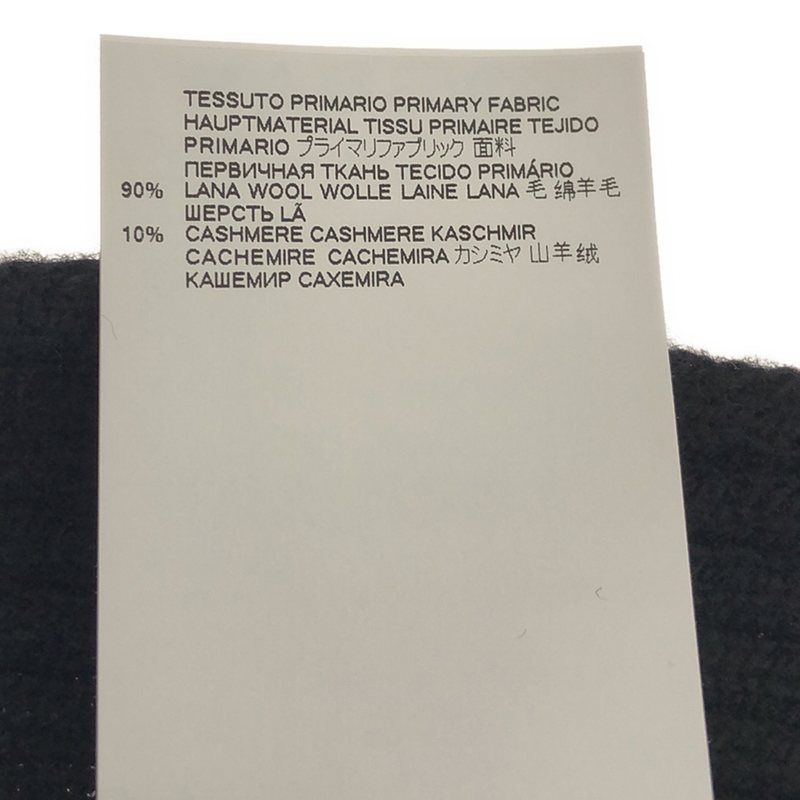 TESSUTO PRIMARIO PRIMARY FABRIC
HAUPTMATERIAL TISSU PRIMAIRE TEJIDO
PRIMARIO プライマリファブリック 面料
ПЕРВИЧНАЯ ТКАНЬ TECIDO PRIMÁRIO
90% LANA WOOL WOLLE LAINE LANA 毛 绵羊毛
ШЕРСТЬ LÃ
10% CASHMERE CASHMERE KASCHMIR
CACHEMIRE CACHEMIRA カシミヤ 山羊绒
КАШЕМИР CAXEMIRA